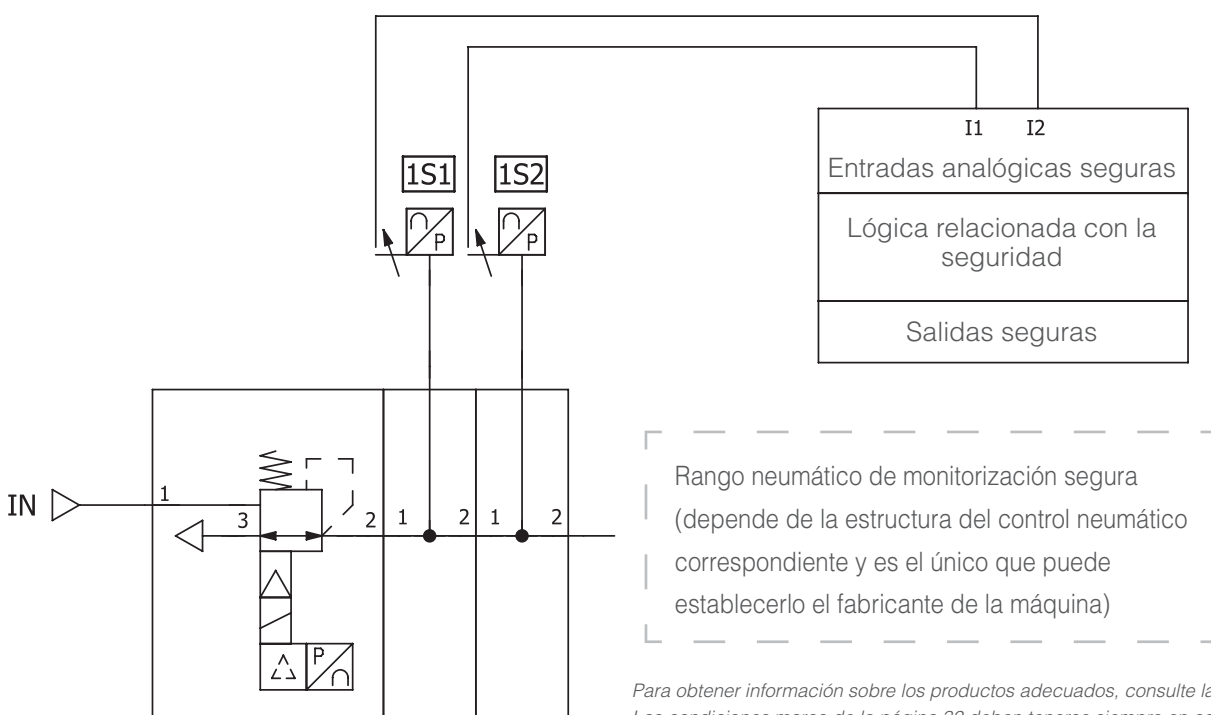 I1 I2
1S1 1S2
Entradas analógicas seguras
P P
Lógica relacionada con la
seguridad
Salidas seguras
Rango neumático de monitorización segura
IN 1
3 2 1 2 1 2
(depende de la estructura del control neumático
correspondiente y es el único que puede
establecerlo el fabricante de la máquina)
P
Para obtener información sobre los productos adecuados, consulte la